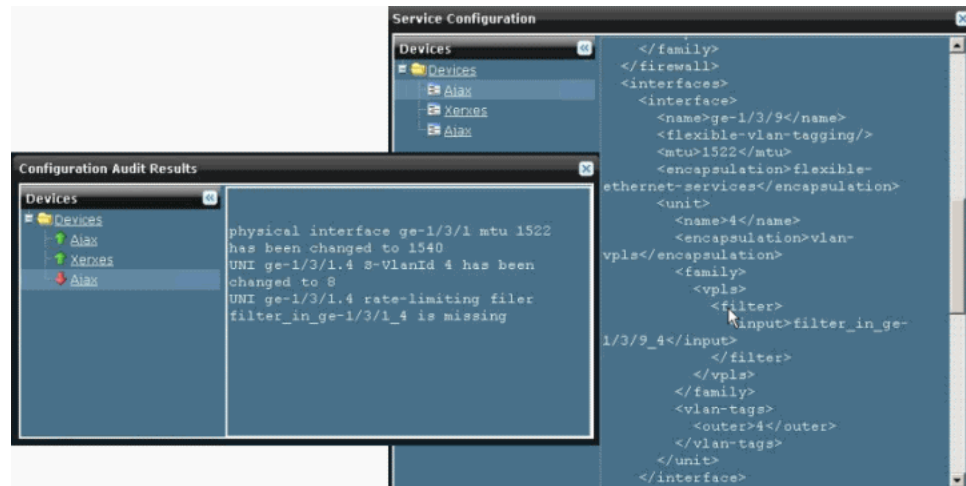 Service Configuration
Devices
Devices
Ajax
Xerxes
Ajax
</family>
</firewall>
<interfaces>
<interface>
<name>ge-1/3/9</name>
<flexible-vlan-tagging/>
<mtu>1522</mtu>
<encapsulation>flexible-
ethernet-services</encapsulation>
<unit>
<name>4</name>
<encapsulation>vlan-
vpls</encapsulation>
<family>
<vpls>
<filter>
<input>filter_in_ge-
1/3/9_4</input>
</filter>
</vpls>
</family>
<vlan-tags>
<outer>4</outer>
</vlan-tags>
</unit>
</interface>
Configuration Audit Results
Devices
Devices
Ajax
Xerxes
Ajax
physical interface ge-1/3/1 mtu 1522
has been changed to 1540
UNI ge-1/3/1.4 S-VlanId 4 has been
changed to 8
UNI ge-1/3/1.4 rate-limiting filer
filter_in_ge-1/3/1_4 is missing